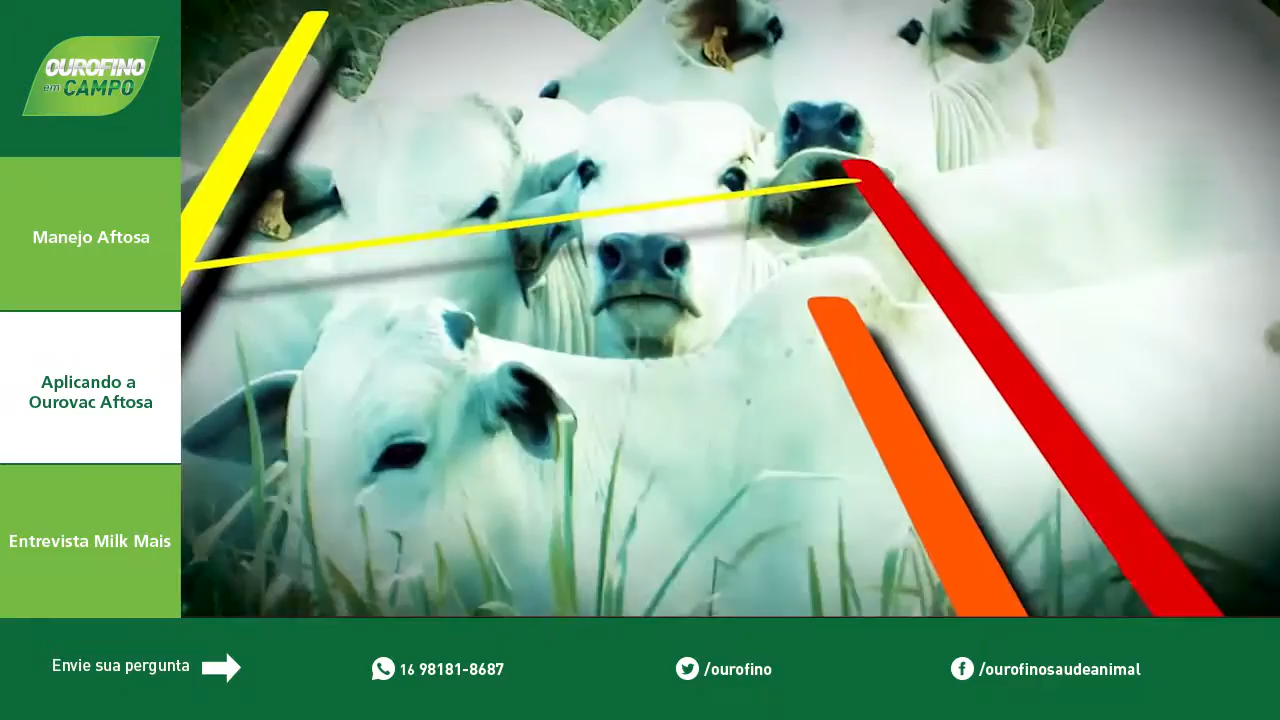 OUROFINO
em CAMPO
Manejo Aftosa
Aplicando a
Ourovac Aftosa
Entrevista Milk Mais
Envie sua pergunta
16 98181-8687
/ourofino
/ourofinosaudeanimal